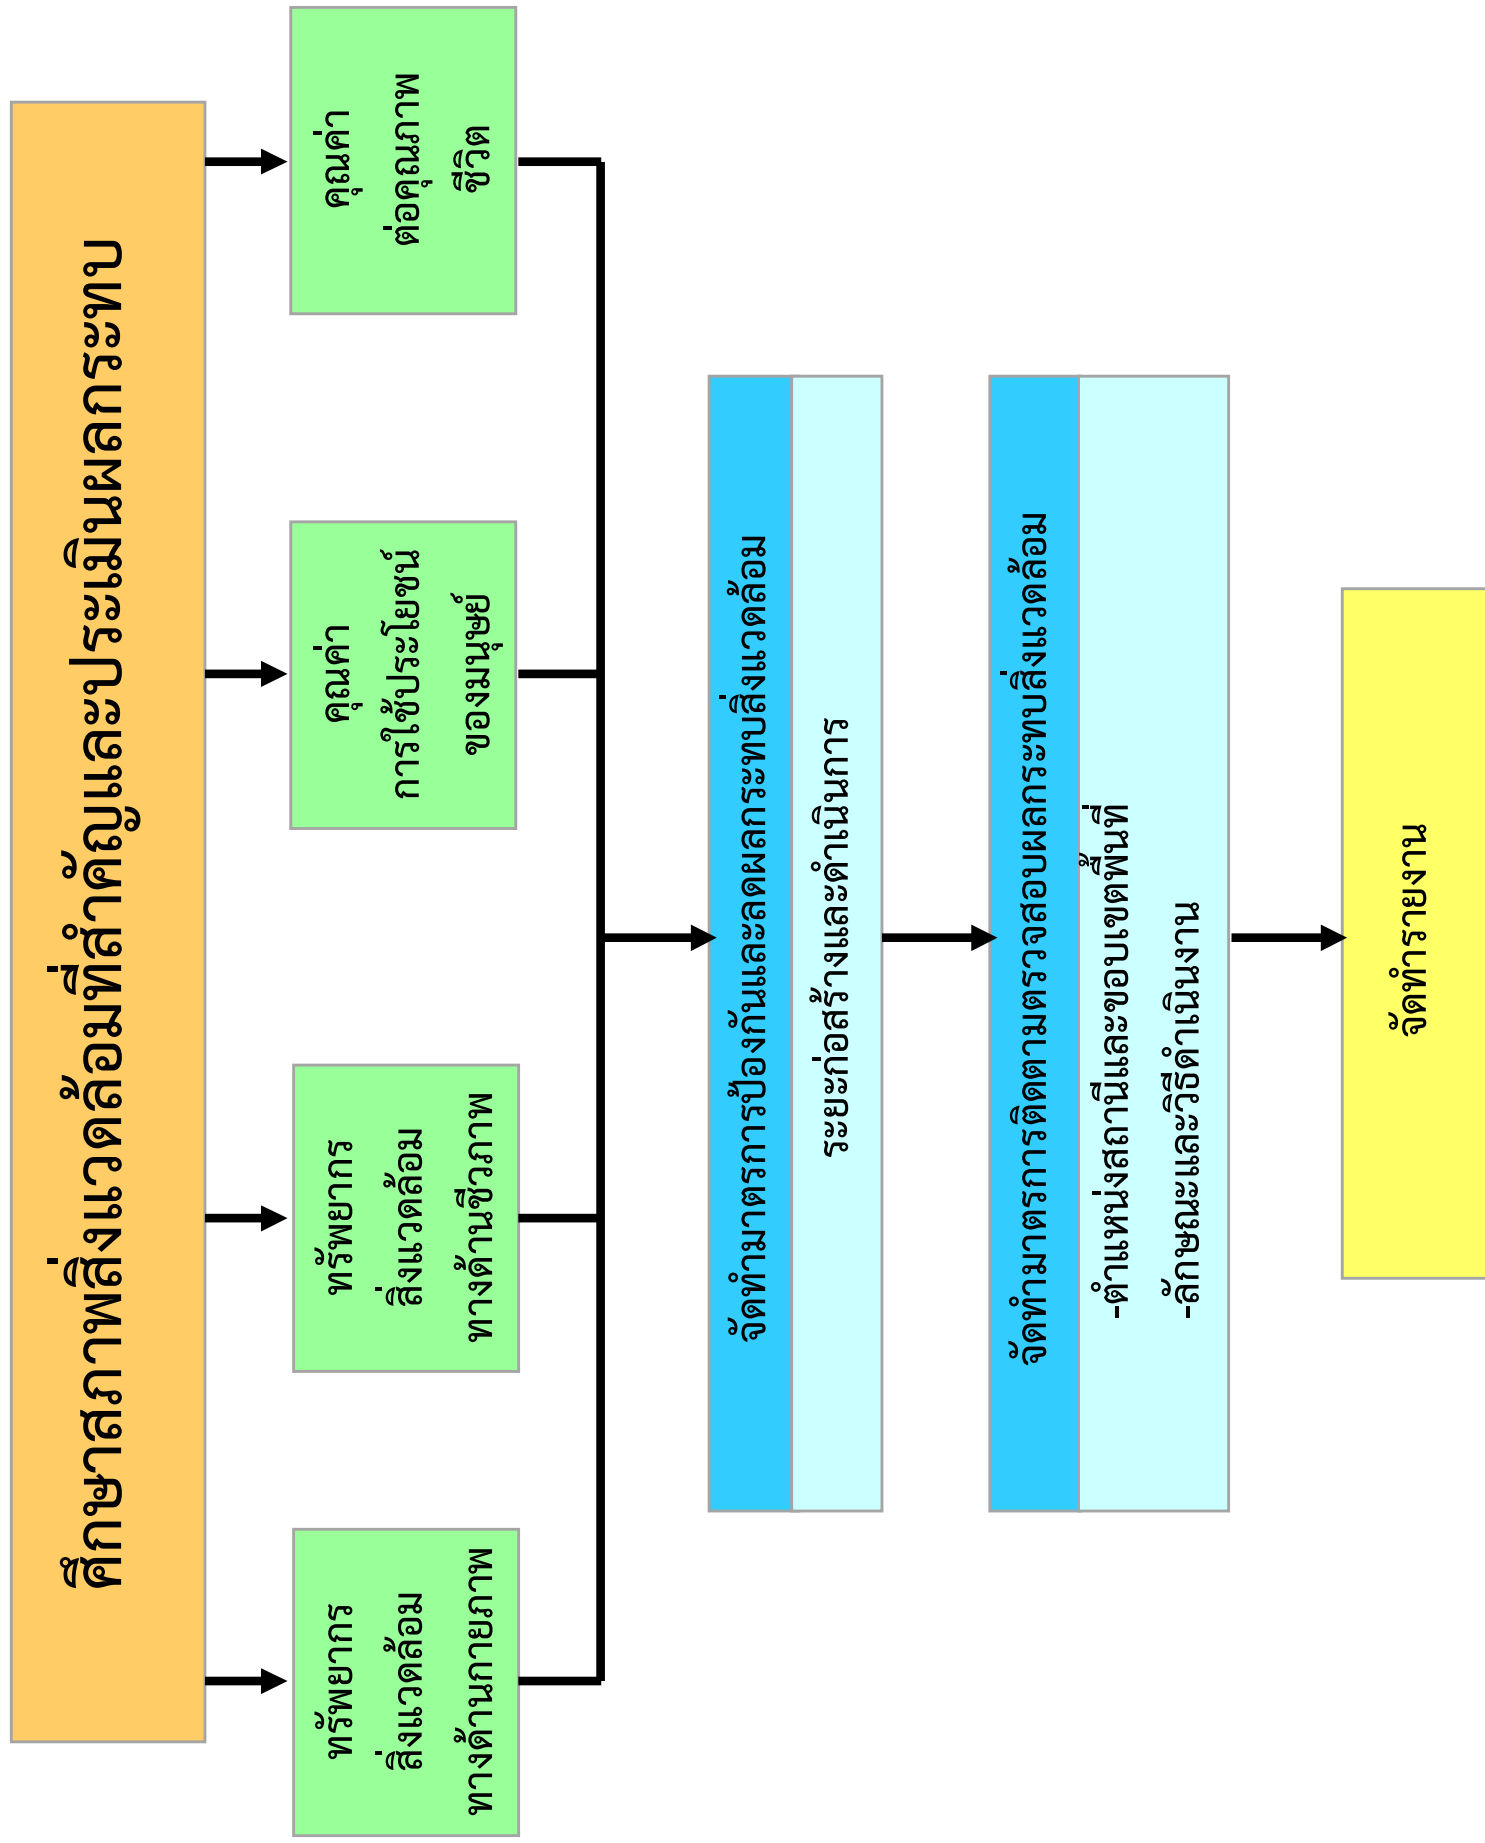 ศึกษาสภาพสิ่งแวดล้อมที่สำคัญและประเมินผลกระทบ
ทรัพยากร
สิ่งแวดล้อม
ทางด้านกายภาพ
ทรัพยากร
สิ่งแวดล้อม
ทางด้านชีวภาพ
คุณค่า
การใช้ประโยชน์
ของมนุษย์
คุณค่า
ต่อคุณภาพ
ชีวิต
จัดทำมาตรการป้องกันและลดผลกระทบสิ่งแวดล้อม
ระยะก่อสร้างและดำเนินการ
จัดทำมาตรการติดตามตรวจสอบผลกระทบสิ่งแวดล้อม
-ตำแหน่งสถานีและขอบเขตพื้นที่
-ลักษณะและวิธีดำเนินงาน
จัดทำรายงาน